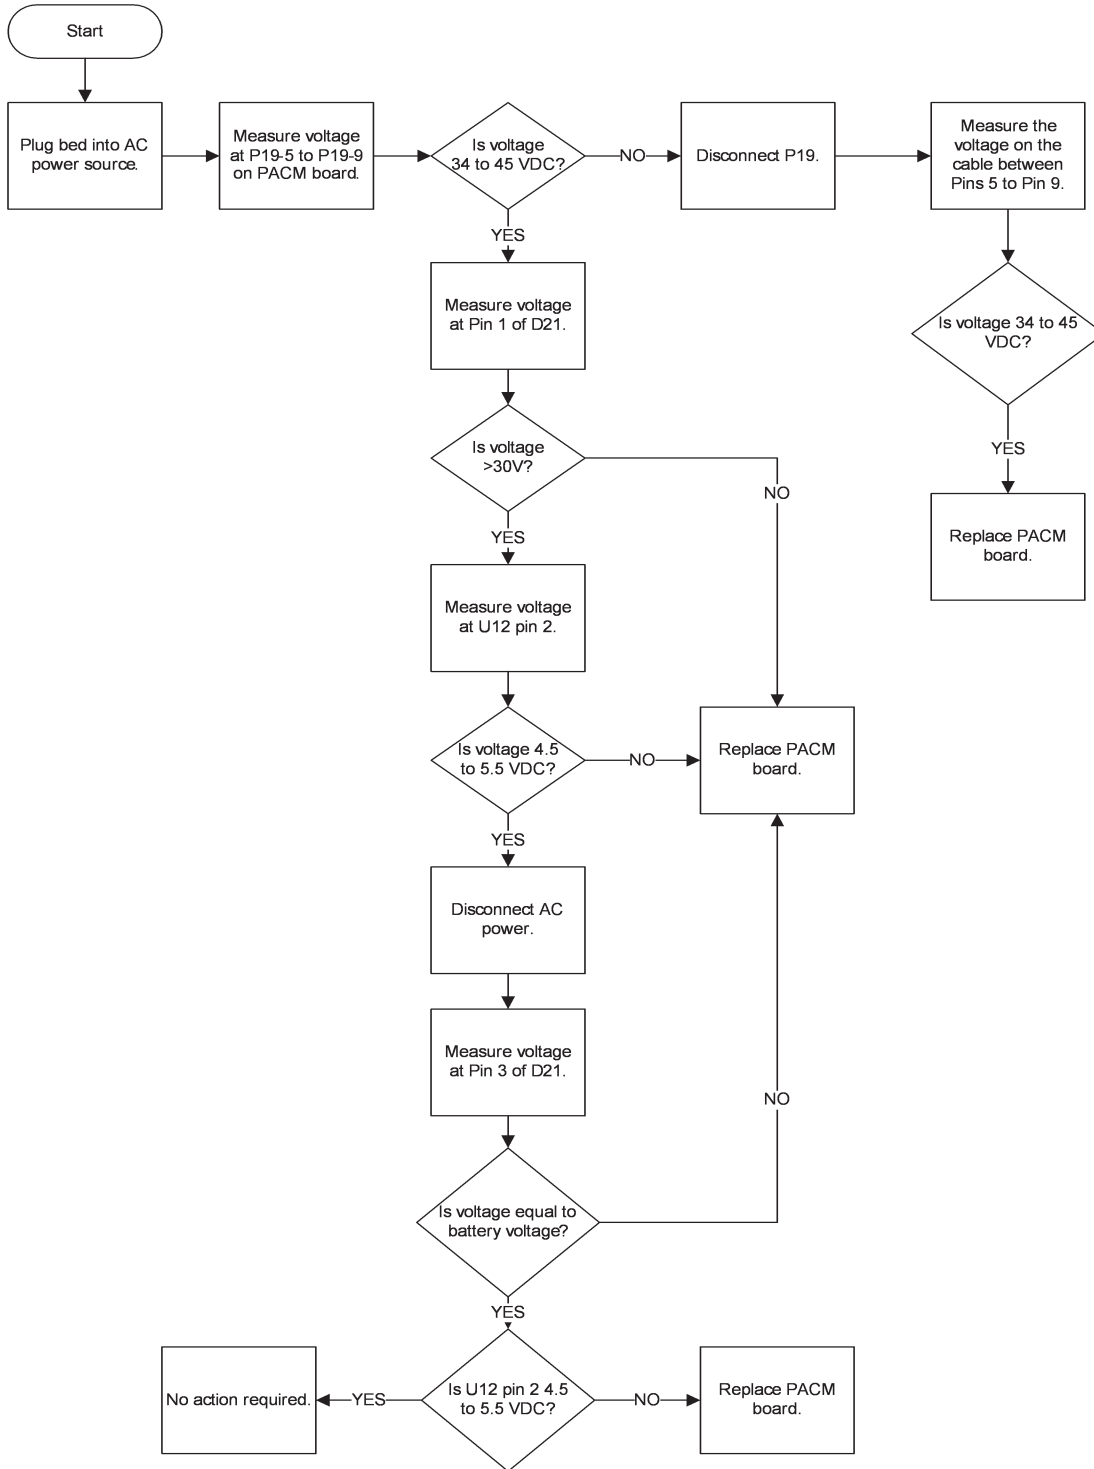 Start
Plug bed into AC
power source.
Measure voltage
at P19-5 to P19-9
on PACM board.
Is voltage
34 to 45 VDC?
NO
Disconnect P19.
Measure the
voltage on the
cable between
Pins 5 to Pin 9.
YES
Measure voltage
at Pin 1 of D21.
Is voltage 34 to 45
VDC?
YES
Replace PACM
board.
Is voltage
>30V?
NO
YES
Measure voltage
at U12 pin 2.
Is voltage 4.5
to 5.5 VDC?
NO
Replace PACM
board.
YES
Disconnect AC
power.
Measure voltage
at Pin 3 of D21.
NO
Is voltage equal to
battery voltage?
YES
No action required.
YES
Is U12 pin 2 4.5
to 5.5 VDC?
NO
Replace PACM
board.